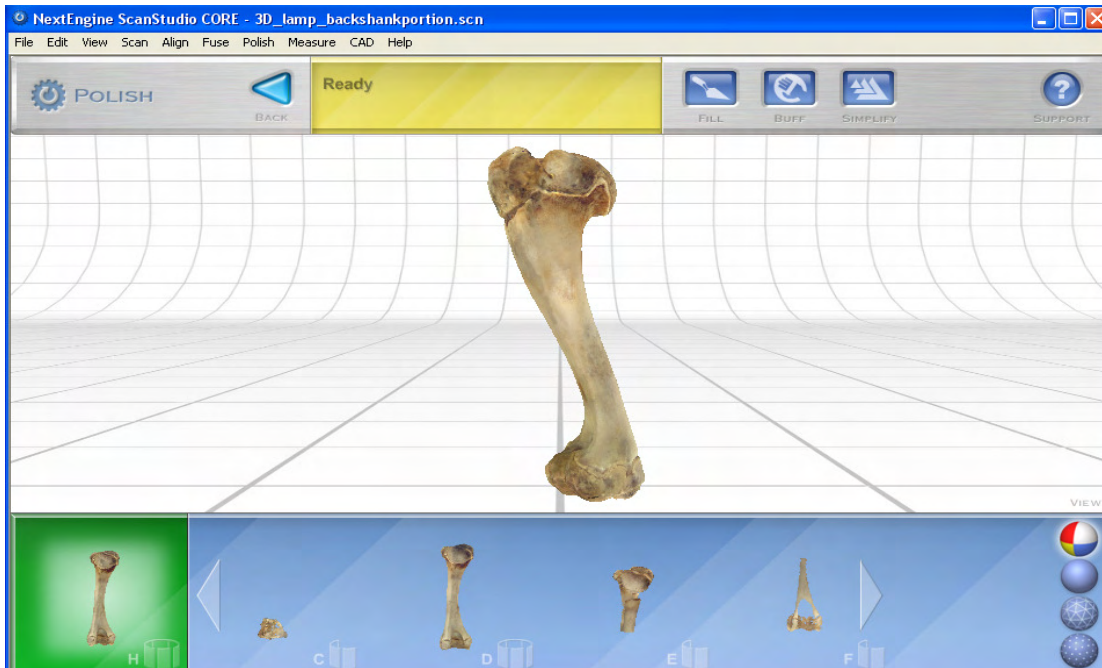 NextEngine ScanStudio CORE - 3D_lamp_backshankportion.scn
File Edit View Scan Align Fuse Polish Measure CAD Help
POLISH
BACK
Ready
FILL BUFF SIMPLIFY
SUPPORT
VIEW
H C D E F